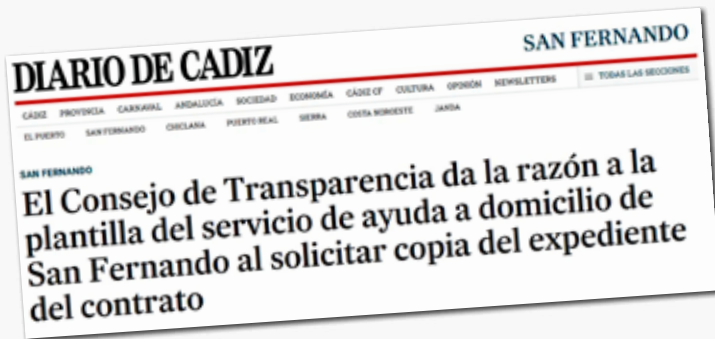 DIARIO DE CADIZ
SAN FERNANDO
CÁDIZ PROVINCIA CARNAVAL ANDALUCÍA SOCIEDAD ECONOMÍA CÁDIZ CF CULTURA OPINIÓN NEWSLETTERS TODAS LAS SECCIONES
EL PUERTO SAN FERNANDO CHICLANA PUERTO REAL SIERRA COSTA NOROESTE JANDA
SAN FERNANDO
El Consejo de Transparencia da la razón a la
plantilla del servicio de ayuda a domicilio de
San Fernando al solicitar copia del expediente
del contrato